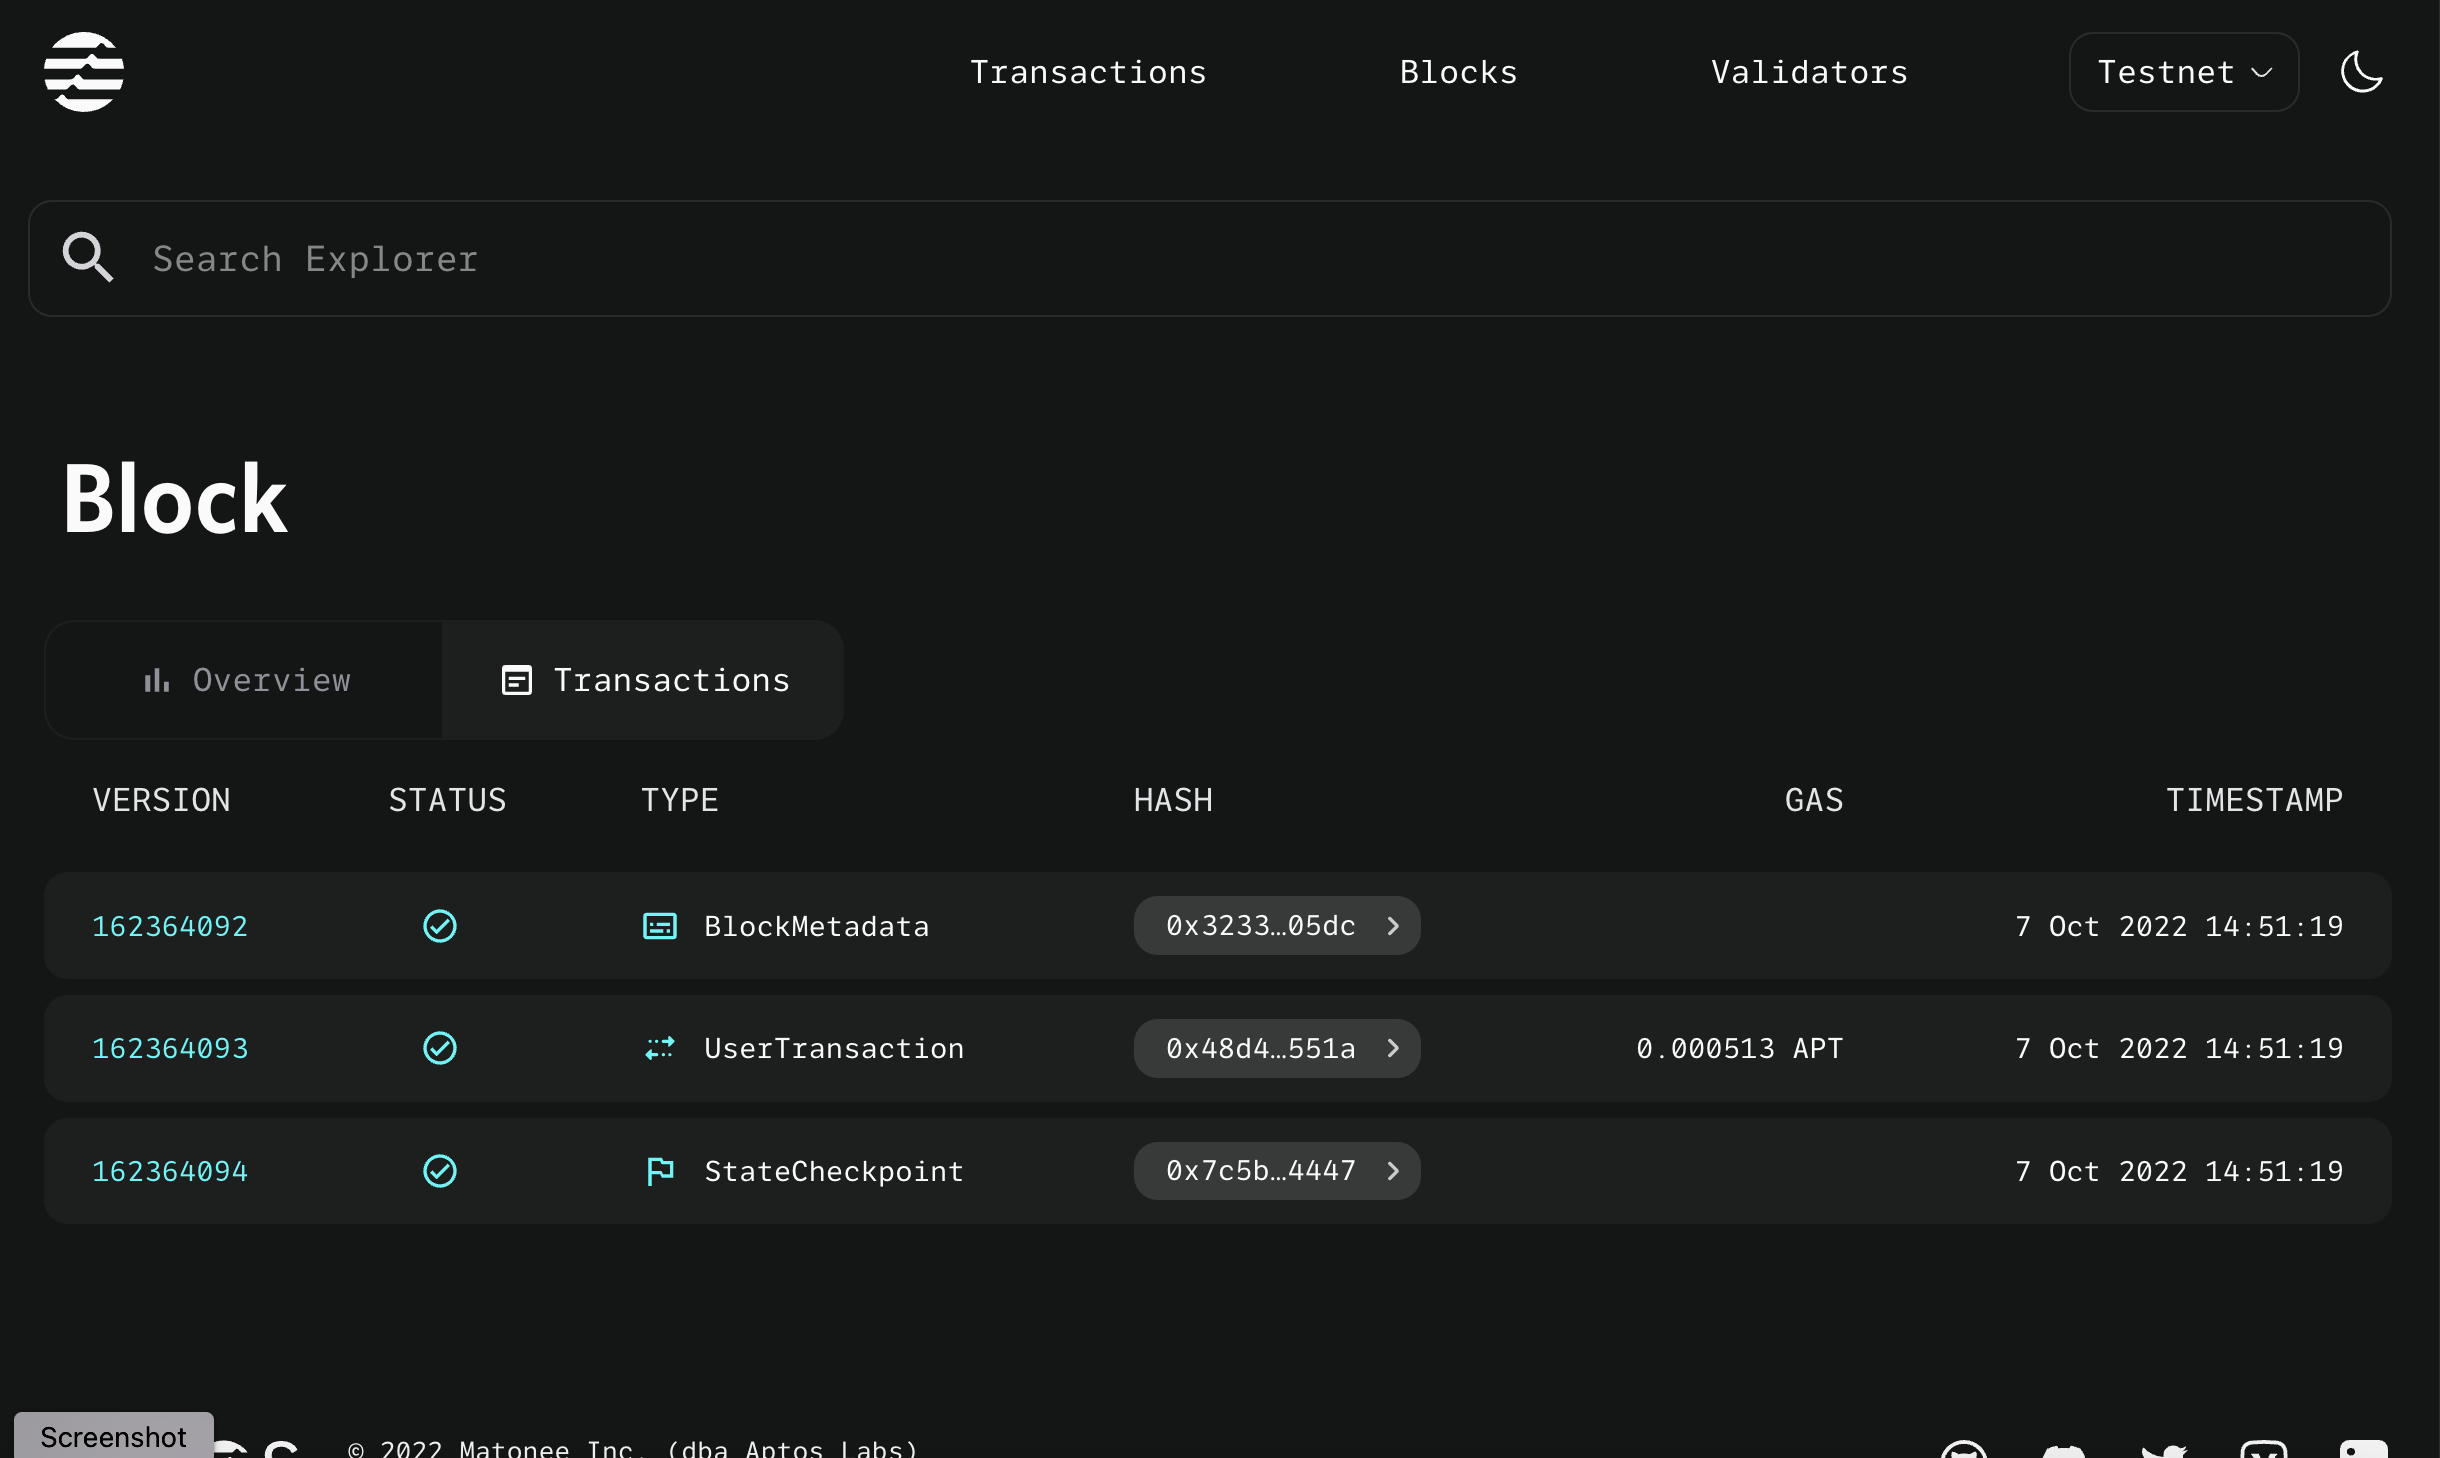 Transactions Blocks Validators Testnet
Search Explorer
Block
Overview Transactions
VERSION STATUS TYPE HASH GAS TIMESTAMP
162364092 BlockMetadata 0x3233…05dc 7 Oct 2022 14:51:19
162364093 UserTransaction 0x48d4…551a 0.000513 APT 7 Oct 2022 14:51:19
162364094 StateCheckpoint 0x7c5b…4447 7 Oct 2022 14:51:19
Screenshot © 2022 Matonee Inc. (dba Aptos Labs)